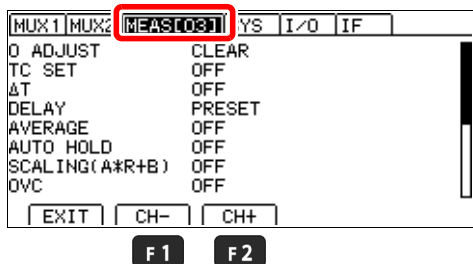 MUX1 MUX2 MEAS[03] YS I/O IF
0 ADJUST CLEAR
TC SET OFF
ΔT OFF
DELAY PRESET
AVERAGE OFF
AUTO HOLD OFF
SCALING(A*R+B) OFF
OVC OFF
EXIT CH- CH+
F1 F2